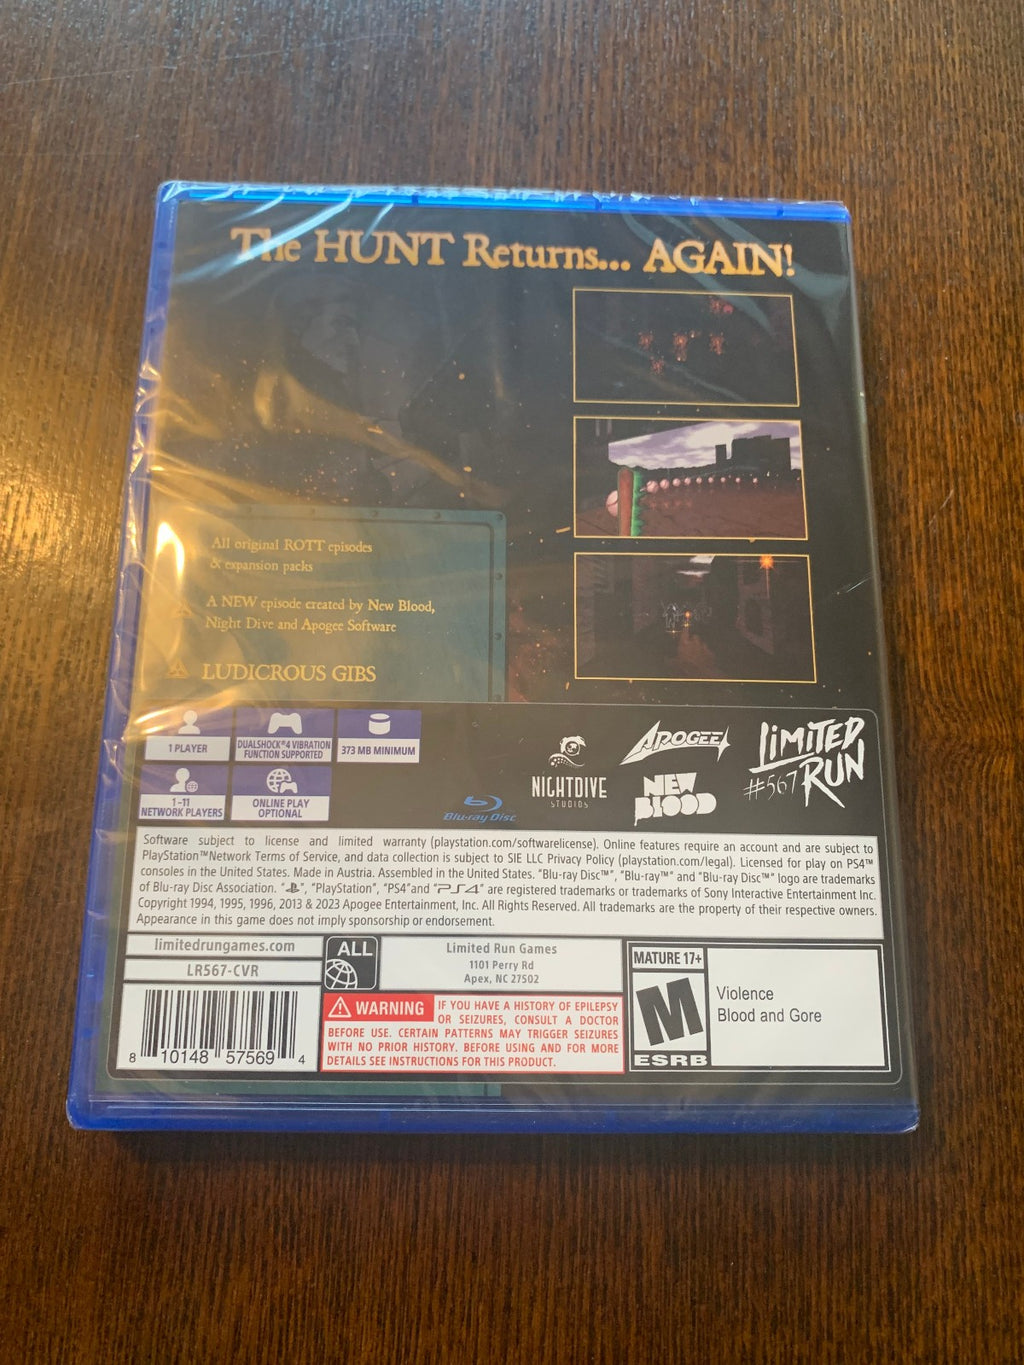 The HUNT Returns... AGAIN!
All original ROTT episodes
& expansion packs
A NEW episode created by New Blood,
Night Dive and Apogee Software
LUDICROUS GIBS
1 PLAYER
DUALSHOCK®4 VIBRATION
FUNCTION SUPPORTED
373 MB MINIMUM
1-11
NETWORK PLAYERS
ONLINE PLAY
OPTIONAL
Blu-ray Disc
NIGHTDIVE
STUDIOS
APOGEE
NEW
BLOOD
LIMITED
#567 RUN
Software subject to license and limited warranty (playstation.com/softwarelicense). Online features require an account and are subject to
PlayStation™Network Terms of Service, and data collection is subject to SIE LLC Privacy Policy (playstation.com/legal). Licensed for play on PS4™
consoles in the United States. Made in Austria. Assembled in the United States. "Blu-ray Disc™", "Blu-ray™" and "Blu-ray Disc™" logo are trademarks
of Blu-ray Disc Association. "", "PlayStation", "PS4"and "PS4" are registered trademarks or trademarks of Sony Interactive Entertainment Inc.
Copyright 1994, 1995, 1996, 2013 & 2023 Apogee Entertainment, Inc. All Rights Reserved. All trademarks are the property of their respective owners.
Appearance in this game does not imply sponsorship or endorsement.
limitedrungames.com
LR567-CVR
8 10148 57569 4
ALL
Limited Run Games
1101 Perry Rd
Apex, NC 27502
WARNING IF YOU HAVE A HISTORY OF EPILEPSY
OR SEIZURES, CONSULT A DOCTOR
BEFORE USE. CERTAIN PATTERNS MAY TRIGGER SEIZURES
WITH NO PRIOR HISTORY. BEFORE USING AND FOR MORE
DETAILS SEE INSTRUCTIONS FOR THIS PRODUCT.
MATURE 17+
M
ESRB
Violence
Blood and Gore